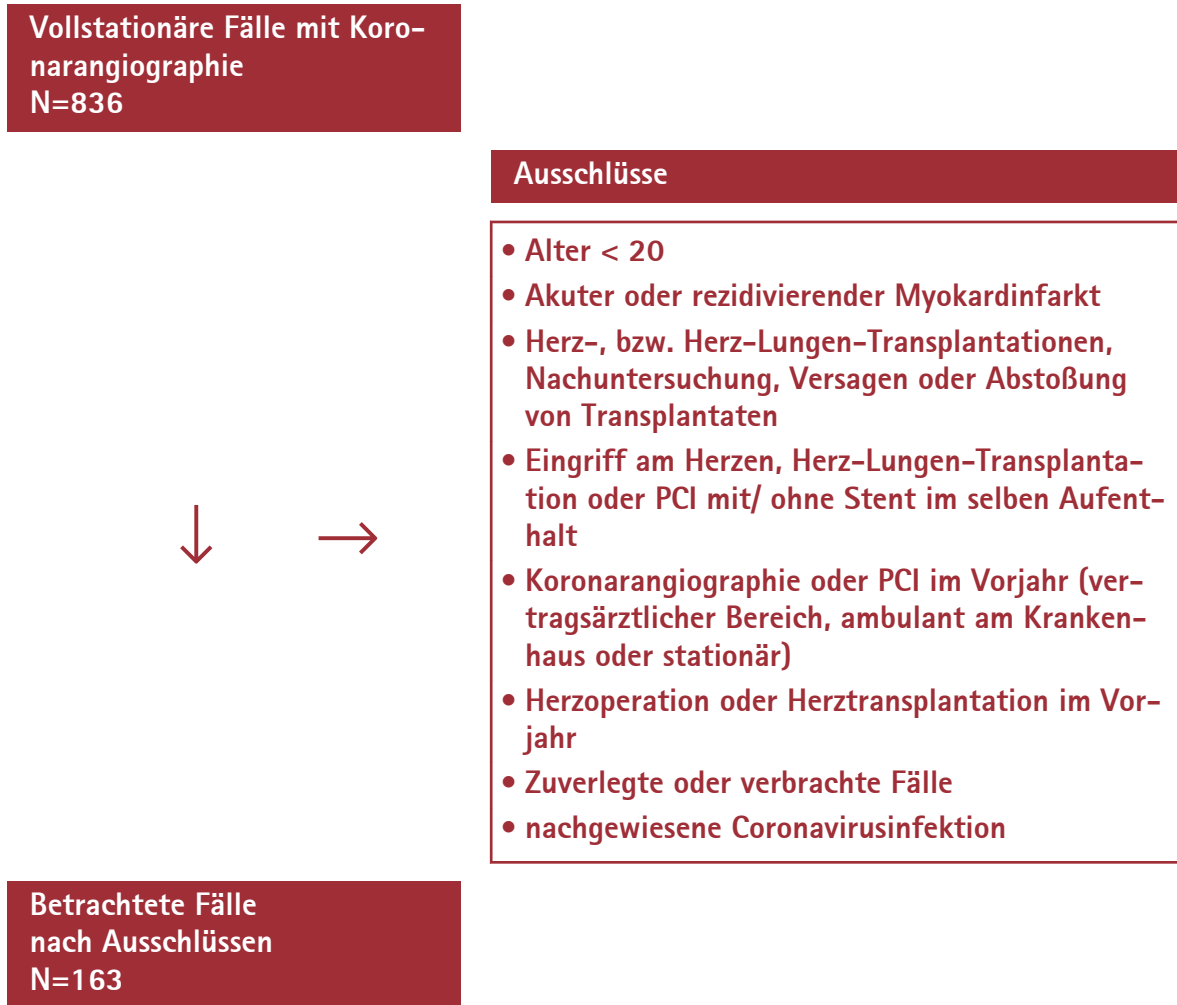 Vollstationäre Fälle mit Koro-
narangiographie
N=836
Ausschlüsse
• Alter < 20
• Akuter oder rezidivierender Myokardinfarkt
• Herz-, bzw. Herz-Lungen-Transplantationen,
Nachuntersuchung, Versagen oder Abstoßung
von Transplantaten
• Eingriff am Herzen, Herz-Lungen-Transplanta-
tion oder PCI mit/ ohne Stent im selben Aufent-
halt
• Koronarangiographie oder PCI im Vorjahr (ver-
tragsärztlicher Bereich, ambulant am Kranken-
haus oder stationär)
• Herzoperation oder Herztransplantation im Vor-
jahr
• Zuverlegte oder verbrachte Fälle
• nachgewiesene Coronavirusinfektion
Betrachtete Fälle
nach Ausschlüssen
N=163